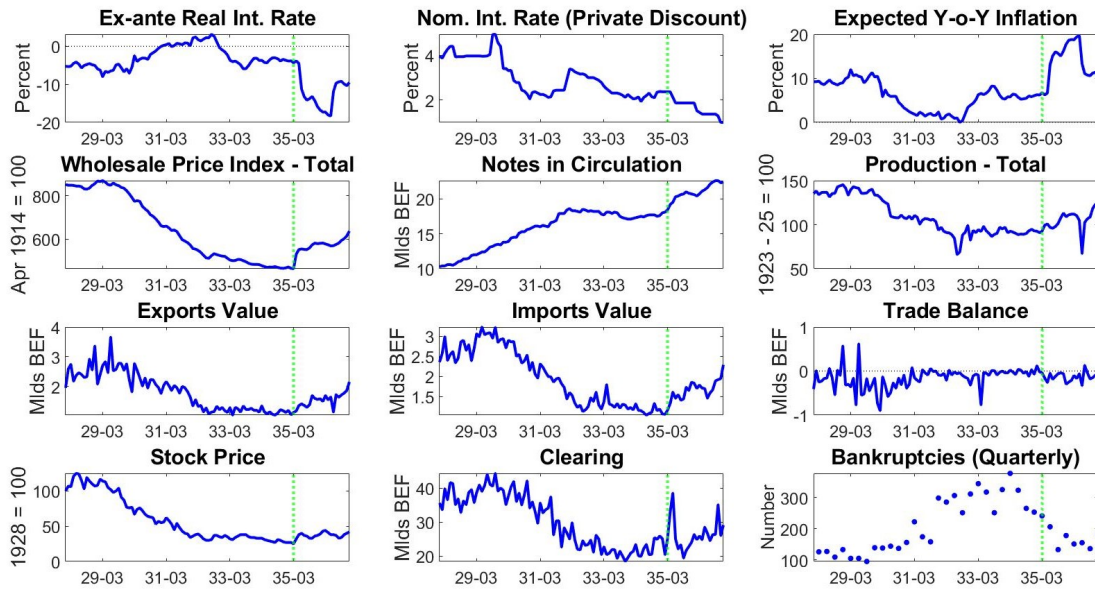 Ex-ante Real Int. Rate
Percent
0
-10
-20
29-03 31-03 33-03 35-03
Nom. Int. Rate (Private Discount)
Percent
4
2
29-03 31-03 33-03 35-03
Expected Y-o-Y Inflation
Percent
20
10
0
29-03 31-03 33-03 35-03
Wholesale Price Index - Total
Apr 1914 = 100
800
600
29-03 31-03 33-03 35-03
Notes in Circulation
Mlds BEF
20
15
10
29-03 31-03 33-03 35-03
Production - Total
1923 - 25 = 100
150
100
50
29-03 31-03 33-03 35-03
Exports Value
Mlds BEF
4
3
2
29-03 31-03 33-03 35-03
Imports Value
Mlds BEF
3
2.5
2
1.5
29-03 31-03 33-03 35-03
Trade Balance
Mlds BEF
1
0
-1
29-03 31-03 33-03 35-03
Stock Price
1928 = 100
100
50
0
29-03 31-03 33-03 35-03
Clearing
Mlds BEF
40
30
20
29-03 31-03 33-03 35-03
Bankruptcies (Quarterly)
Number
300
200
100
29-03 31-03 33-03 35-03